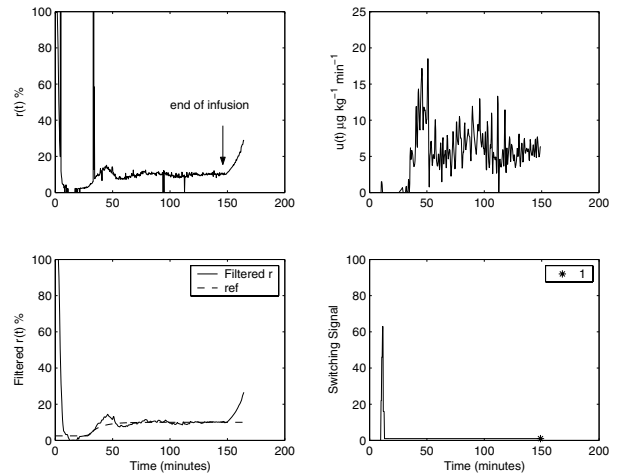 100
80
60
40
20
0
r(t) %
end of infusion
0 50 100 150 200
25
20
15
10
5
0
u(t) μg kg⁻¹ min⁻¹
0 50 100 150 200
100
80
60
40
20
0
Filtered r(t) %
Filtered r
ref
0 50 100 150 200
Time (minutes)
100
80
60
40
20
0
Switching Signal
1
0 50 100 150 200
Time (minutes)